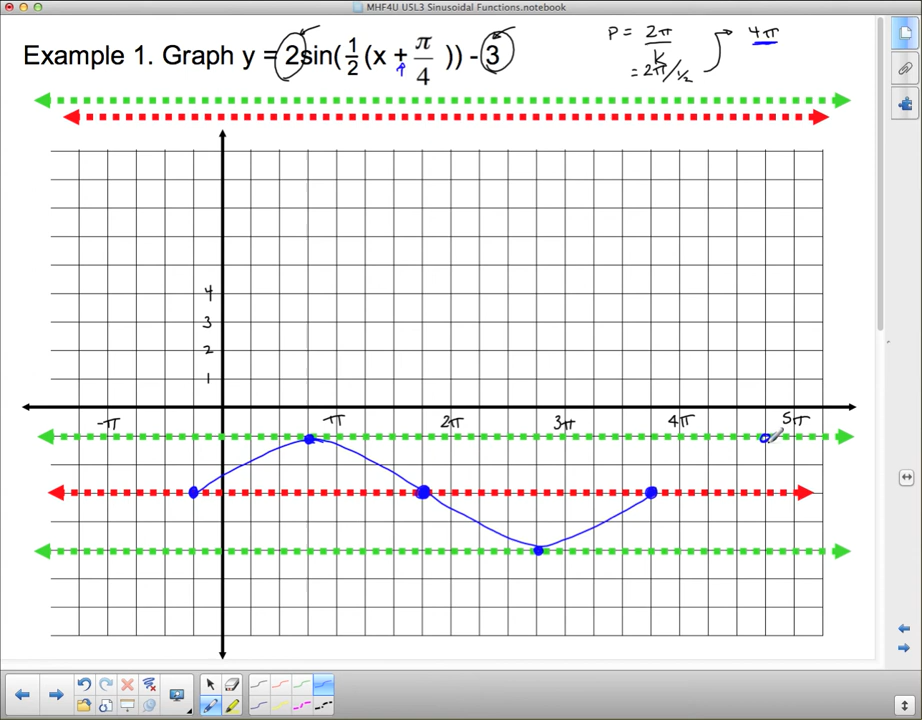 MHF4U U5L3 Sinusoidal Functions.notebook
Example 1. Graph y = 2sin( 1/2 (x + π/4 )) - 3
P = 2π/k → 4π
= 2π/ 1/2
4
3
2
1
-π π 2π 3π 4π 5π